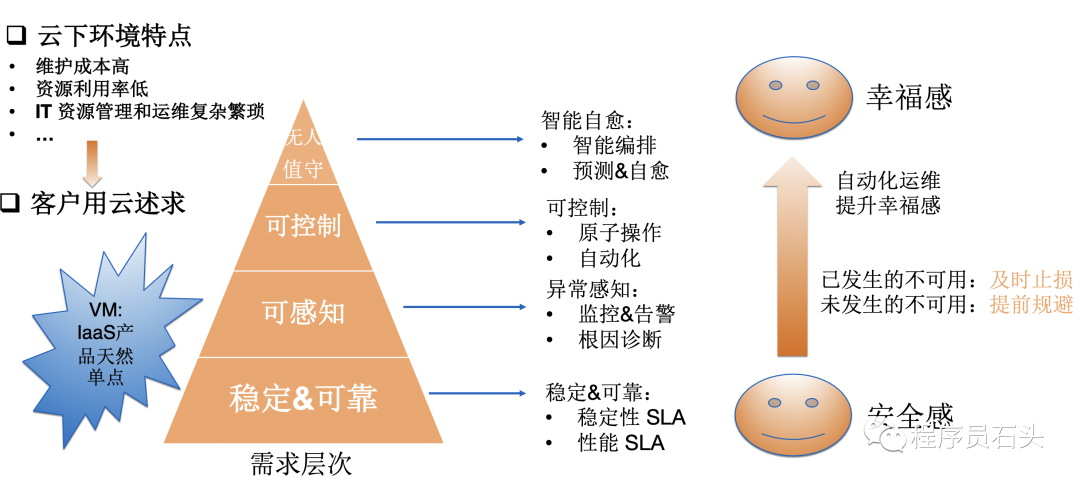 ❑ 云下环境特点
• 维护成本高
• 资源利用率低
• IT 资源管理和运维复杂繁琐
• ...
❑ 客户用云述求
VM:
IaaS产
品天然
单点
无人
值守
可控制
可感知
稳定&可靠
需求层次
智能自愈：
• 智能编排
• 预测&自愈
可控制：
• 原子操作
• 自动化
异常感知：
• 监控&告警
• 根因诊断
稳定&可靠：
• 稳定性 SLA
• 性能 SLA
幸福感
自动化运维
提升幸福感
已发生的不可用：及时止损
未发生的不可用：提前规避
安全感
程序员石头